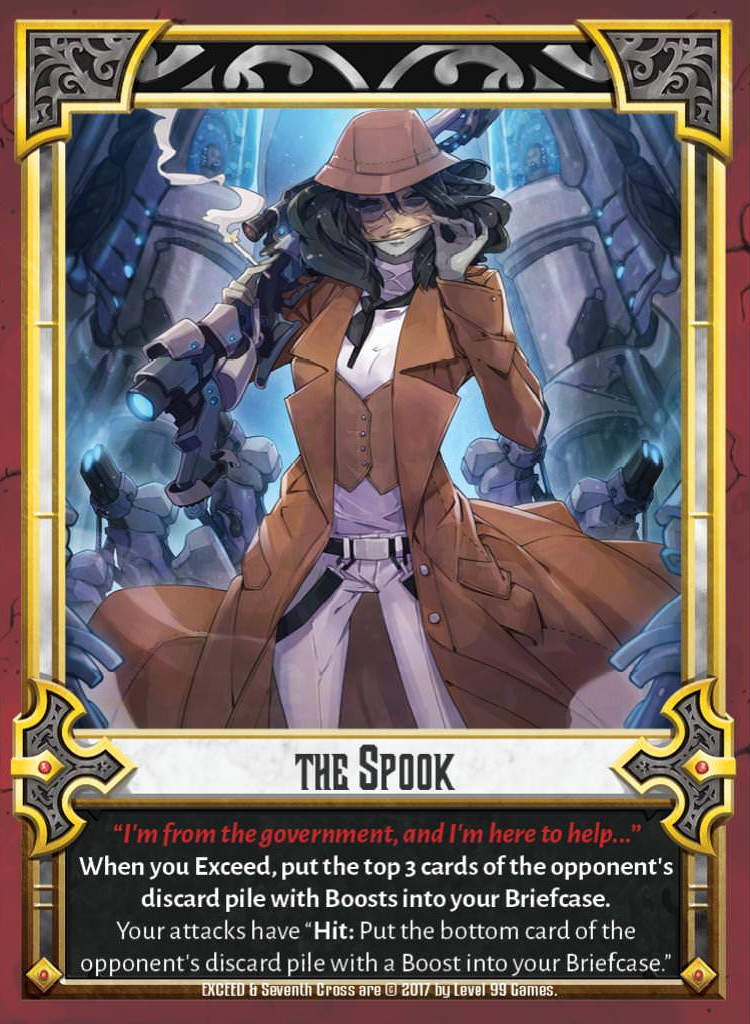 THE SPOOK
“I'm from the government, and I'm here to help...”
When you Exceed, put the top 3 cards of the opponent's
discard pile with Boosts into your Briefcase.
Your attacks have “Hit: Put the bottom card of the
opponent's discard pile with a Boost into your Briefcase.”
EXCEED & Seventh Cross are © 2017 by Level 99 Games.